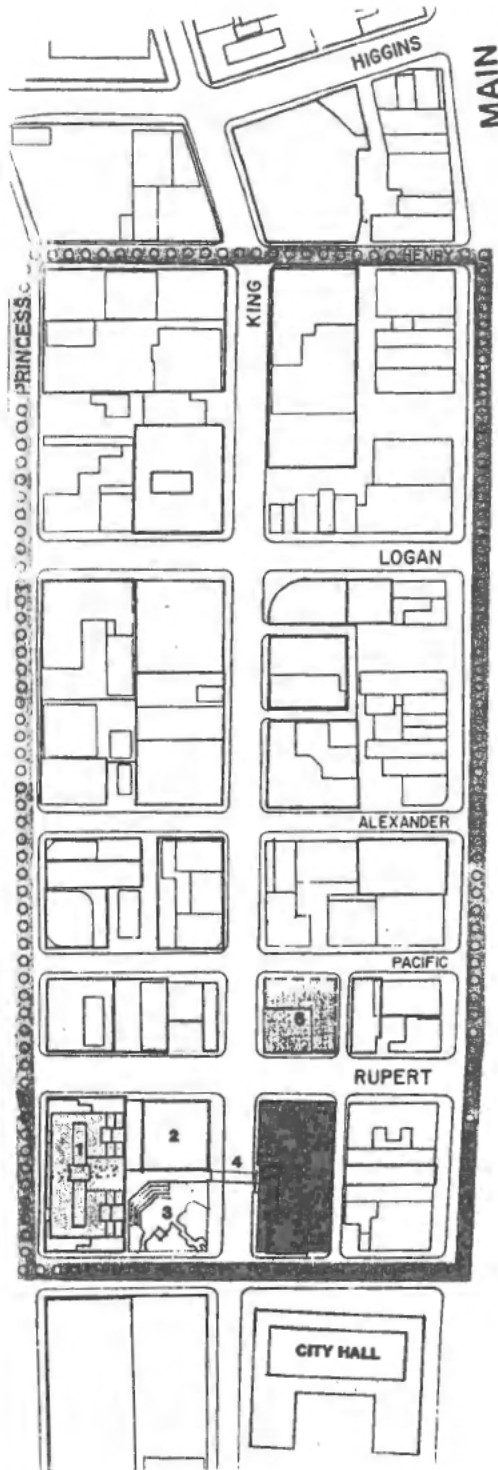 HIGGINS
MAIN
HENRY
PRINCESS
KING
LOGAN
ALEXANDER
PACIFIC
6
RUPERT
1
2
4
3
CITY HALL